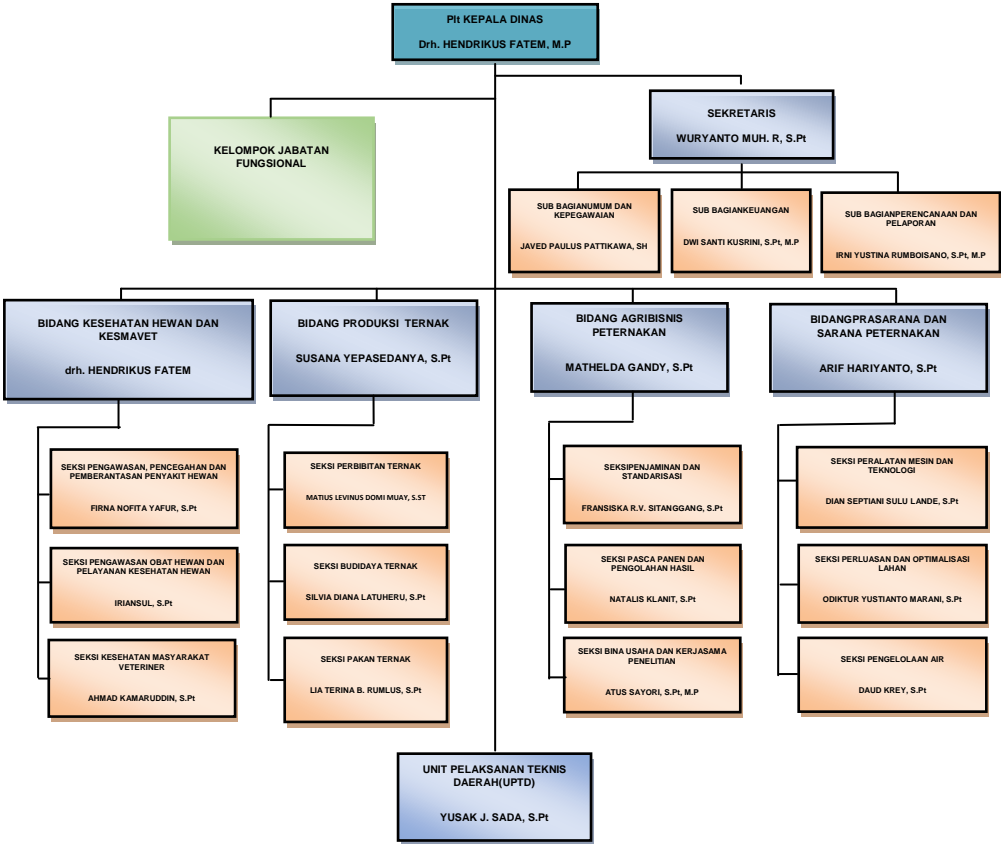 Plt KEPALA DINAS
Drh. HENDRIKUS FATEM, M.P
SEKRETARIS
WURYANTO MUH. R, S.Pt
KELOMPOK JABATAN
FUNGSIONAL
SUB BAGIANUMUM DAN
KEPEGAWAIAN
JAVED PAULUS PATTIKAWA, SH
SUB BAGIANKEUANGAN
DWI SANTI KUSRINI, S.Pt, M.P
SUB BAGIANPERENCANAAN DAN
PELAPORAN
IRNI YUSTINA RUMBOISANO, S.Pt, M.P
BIDANG KESEHATAN HEWAN DAN
KESMAVET
drh. HENDRIKUS FATEM
BIDANG PRODUKSI TERNAK
SUSANA YEPASEDANYA, S.Pt
BIDANG AGRIBISNIS
PETERNAKAN
MATHELDA GANDY, S.Pt
BIDANGPRASARANA DAN
SARANA PETERNAKAN
ARIF HARIYANTO, S.Pt
SEKSI PENGAWASAN, PENCEGAHAN DAN
PEMBERANTASAN PENYAKIT HEWAN
FIRNA NOFITA YAFUR, S.Pt
SEKSI PERBIBITAN TERNAK
MATIUS LEVINUS DOMI MUAY, S.ST
SEKSIPENJAMINAN DAN
STANDARISASI
FRANSISKA R.V. SITANGGANG, S.Pt
SEKSI PERALATAN MESIN DAN
TEKNOLOGI
DIAN SEPTIANI SULU LANDE, S.Pt
SEKSI PENGAWASAN OBAT HEWAN DAN
PELAYANAN KESEHATAN HEWAN
IRIANSUL, S.Pt
SEKSI BUDIDAYA TERNAK
SILVIA DIANA LATUHERU, S.Pt
SEKSI PASCA PANEN DAN
PENGOLAHAN HASIL
NATALIS KLANIT, S.Pt
SEKSI PERLUASAN DAN OPTIMALISASI
LAHAN
ODIKTUR YUSTIANTO MARANI, S.Pt
SEKSI KESEHATAN MASYARAKAT
VETERINER
AHMAD KAMARUDDIN, S.Pt
SEKSI PAKAN TERNAK
LIA TERINA B. RUMLUS, S.Pt
SEKSI BINA USAHA DAN KERJASAMA
PENELITIAN
ATUS SAYORI, S.Pt, M.P
SEKSI PENGELOLAAN AIR
DAUD KREY, S.Pt
UNIT PELAKSANAN TEKNIS
DAERAH(UPTD)
YUSAK J. SADA, S.Pt